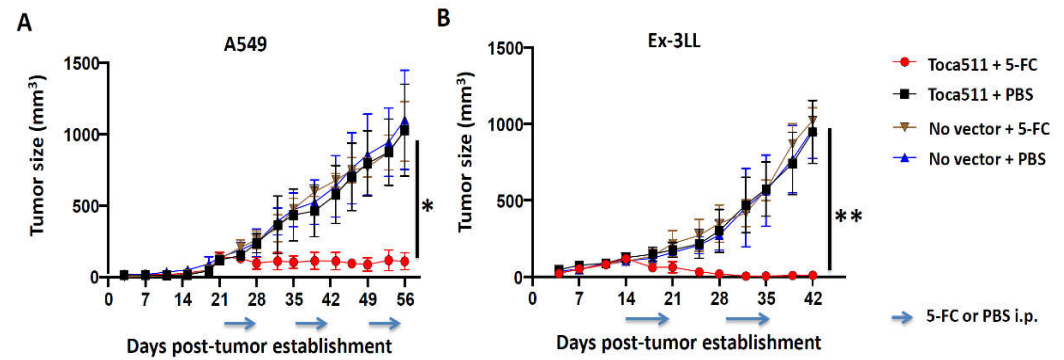 A
A549
Tumor size (mm³)
1500
1000
500
0
0 7 14 21 28 35 42 49 56
*
Days post-tumor establishment
B
Ex-3LL
Tumor size (mm³)
1500
1000
500
0
0 7 14 21 28 35 42
**
Days post-tumor establishment
Toca511 + 5-FC
Toca511 + PBS
No vector + 5-FC
No vector + PBS
5-FC or PBS i.p.